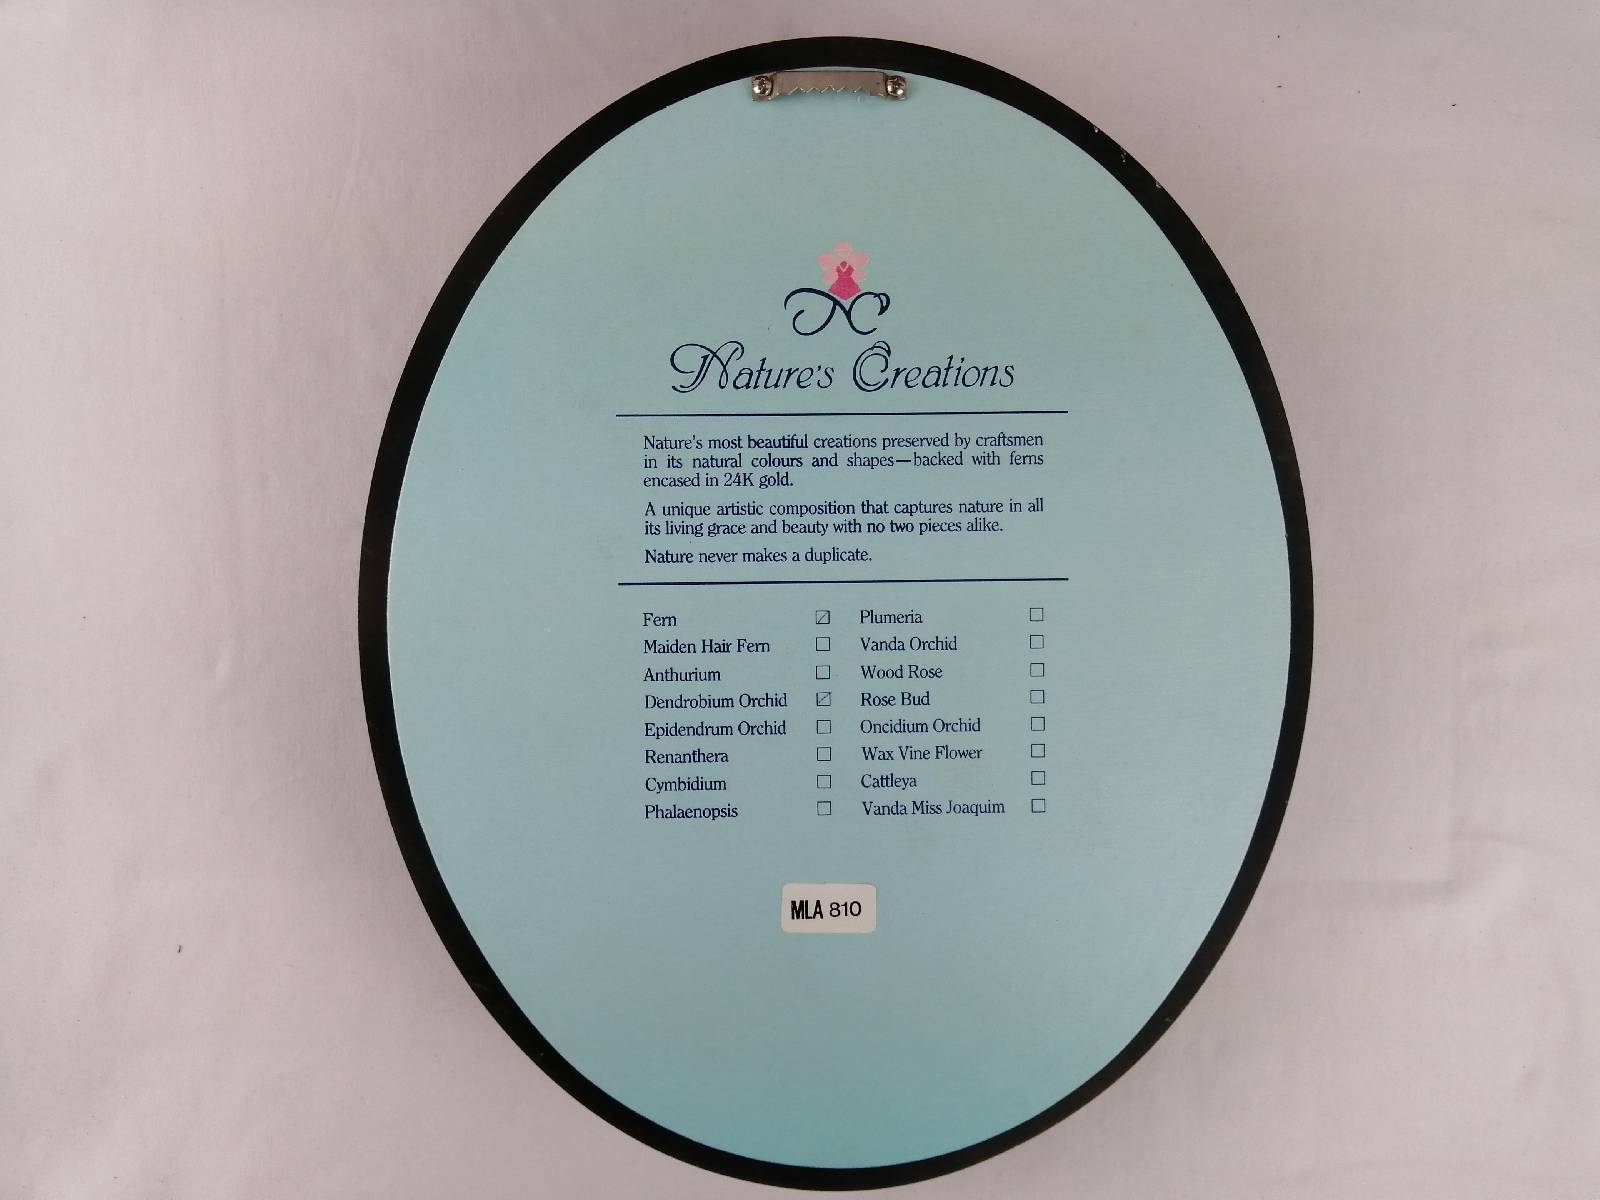 NC
Nature's Creations
Nature's most beautiful creations preserved by craftsmen
in its natural colours and shapes—backed with ferns
encased in 24K gold.
A unique artistic composition that captures nature in all
its living grace and beauty with no two pieces alike.
Nature never makes a duplicate.
Fern ☑ Plumeria ☐
Maiden Hair Fern ☐ Vanda Orchid ☐
Anthurium ☐ Wood Rose ☐
Dendrobium Orchid ☑ Rose Bud ☐
Epidendrum Orchid ☐ Oncidium Orchid ☐
Renanthera ☐ Wax Vine Flower ☐
Cymbidium ☐ Cattleya ☐
Phalaenopsis ☐ Vanda Miss Joaquim ☐
MLA 810